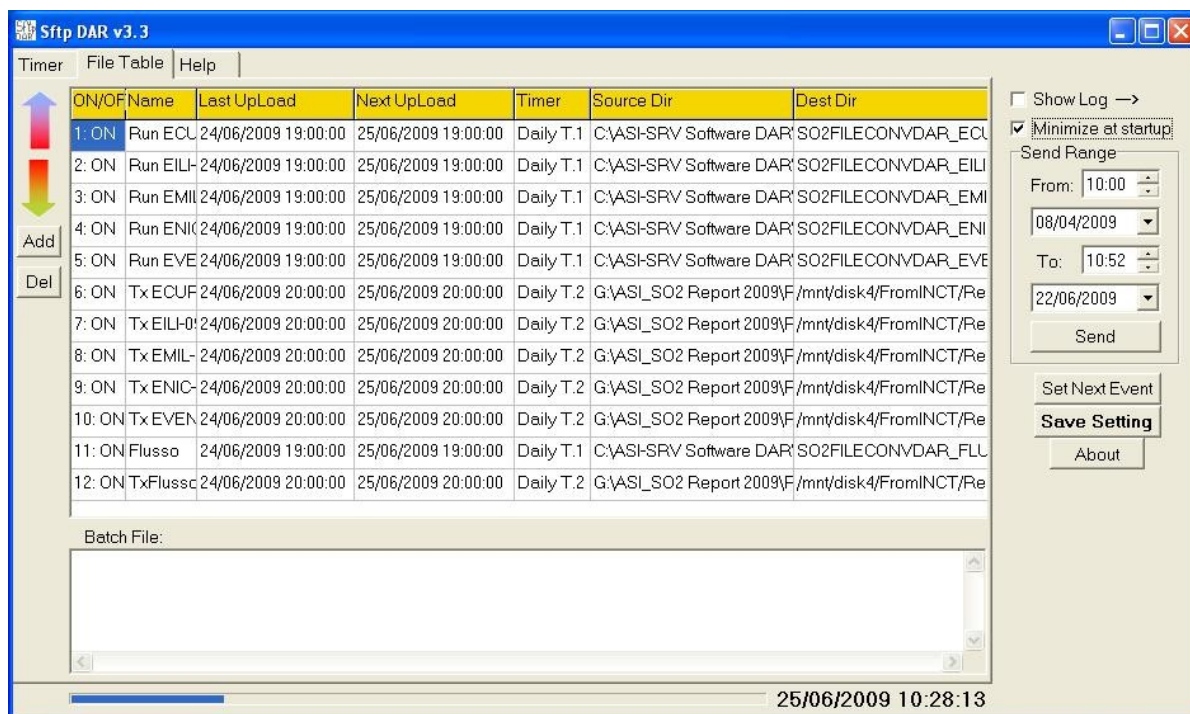 Sftp DAR v3.3
Timer File Table Help
ON/OF Name Last UpLoad Next UpLoad Timer Source Dir Dest Dir
1: ON Run ECU 24/06/2009 19:00:00 25/06/2009 19:00:00 Daily T.1 C:\ASI-SRV Software DAR\ SO2FILECONVDAR_ECU
2: ON Run EILI- 24/06/2009 19:00:00 25/06/2009 19:00:00 Daily T.1 C:\ASI-SRV Software DAR\ SO2FILECONVDAR_EILI
3: ON Run EMIL 24/06/2009 19:00:00 25/06/2009 19:00:00 Daily T.1 C:\ASI-SRV Software DAR\ SO2FILECONVDAR_EMI
4: ON Run ENIC 24/06/2009 19:00:00 25/06/2009 19:00:00 Daily T.1 C:\ASI-SRV Software DAR\ SO2FILECONVDAR_ENI
5: ON Run EVE 24/06/2009 19:00:00 25/06/2009 19:00:00 Daily T.1 C:\ASI-SRV Software DAR\ SO2FILECONVDAR_EVE
6: ON Tx ECUF 24/06/2009 20:00:00 25/06/2009 20:00:00 Daily T.2 G:\ASI_SO2 Report 2009\F /mnt/disk4/FromINCT/Re
7: ON Tx EILI-0 24/06/2009 20:00:00 25/06/2009 20:00:00 Daily T.2 G:\ASI_SO2 Report 2009\F /mnt/disk4/FromINCT/Re
8: ON Tx EMIL- 24/06/2009 20:00:00 25/06/2009 20:00:00 Daily T.2 G:\ASI_SO2 Report 2009\F /mnt/disk4/FromINCT/Re
9: ON Tx ENIC- 24/06/2009 20:00:00 25/06/2009 20:00:00 Daily T.2 G:\ASI_SO2 Report 2009\F /mnt/disk4/FromINCT/Re
10: ON Tx EVEN 24/06/2009 20:00:00 25/06/2009 20:00:00 Daily T.2 G:\ASI_SO2 Report 2009\F /mnt/disk4/FromINCT/Re
11: ON Flusso 24/06/2009 19:00:00 25/06/2009 19:00:00 Daily T.1 C:\ASI-SRV Software DAR\ SO2FILECONVDAR_FLU
12: ON TxFlusso 24/06/2009 20:00:00 25/06/2009 20:00:00 Daily T.2 G:\ASI_SO2 Report 2009\F /mnt/disk4/FromINCT/Re
Add
Del
Batch File:
25/06/2009 10:28:13
Show Log -->
Minimize at startup
Send Range
From: 10:00
08/04/2009
To: 10:52
22/06/2009
Send
Set Next Event
Save Setting
About